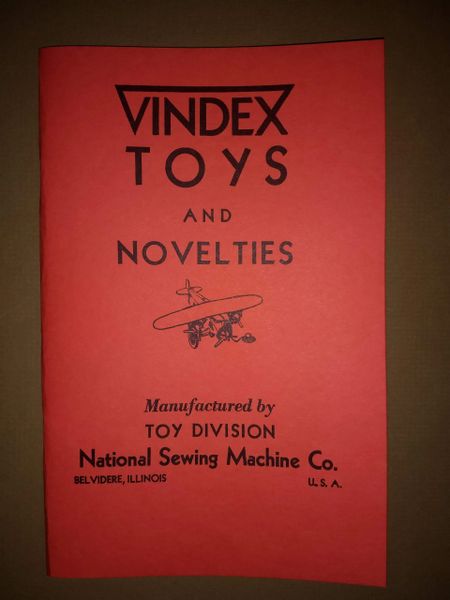 VINDEX
TOYS
AND
NOVELTIES
Manufactured by
TOY DIVISION
National Sewing Machine Co.
BELVIDERE, ILLINOIS U. S. A.